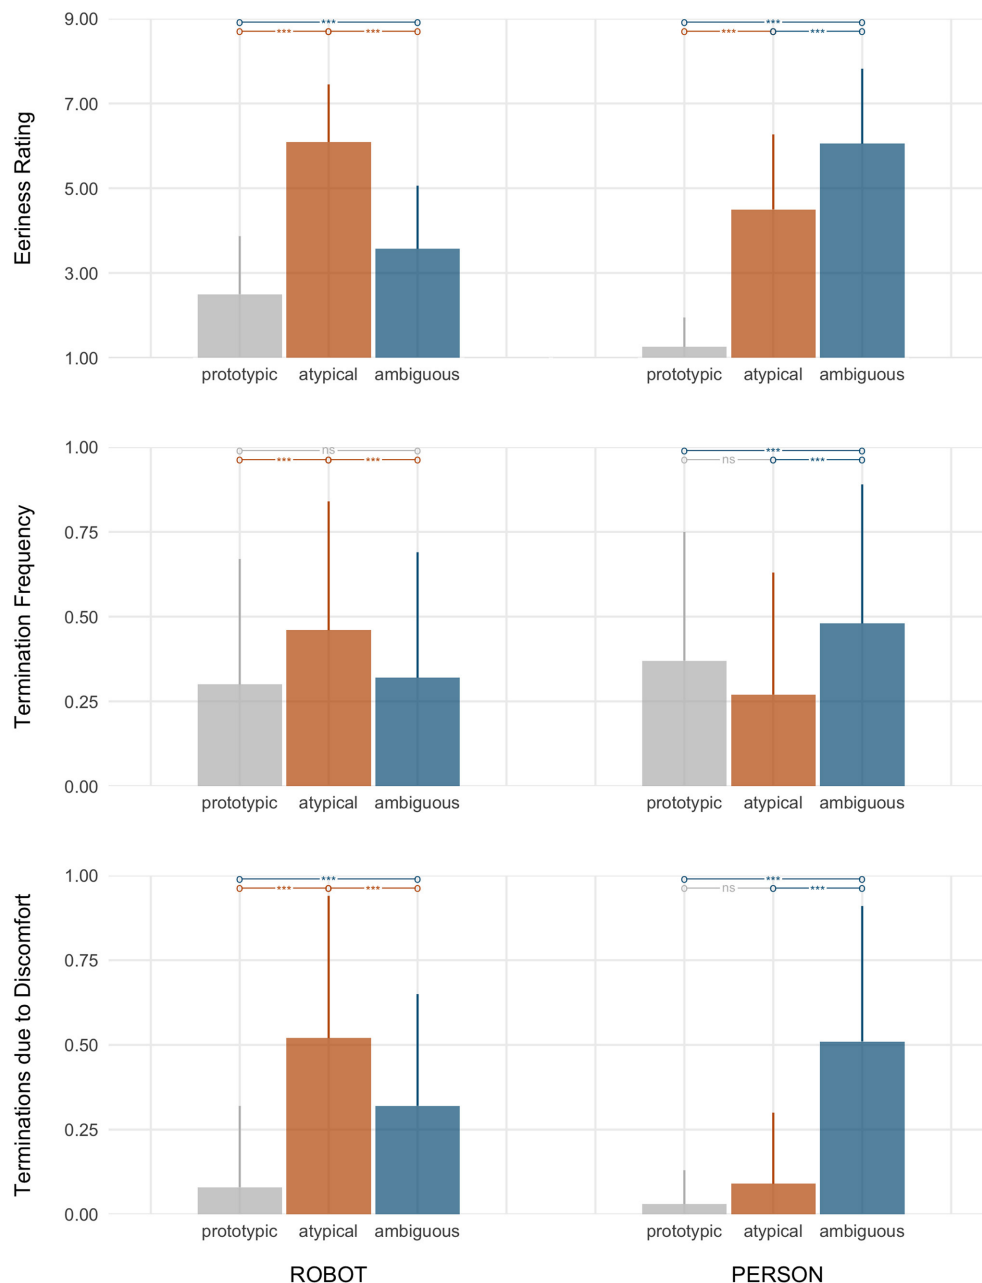 Eeriness Rating
9.00
7.00
5.00
3.00
1.00
***
***
***
***
***
***
prototypic atypical ambiguous
prototypic atypical ambiguous
Termination Frequency
1.00
0.75
0.50
0.25
0.00
ns
***
***
***
ns
***
prototypic atypical ambiguous
prototypic atypical ambiguous
Terminations due to Discomfort
1.00
0.75
0.50
0.25
0.00
***
***
***
***
ns
***
prototypic atypical ambiguous
prototypic atypical ambiguous
ROBOT
PERSON